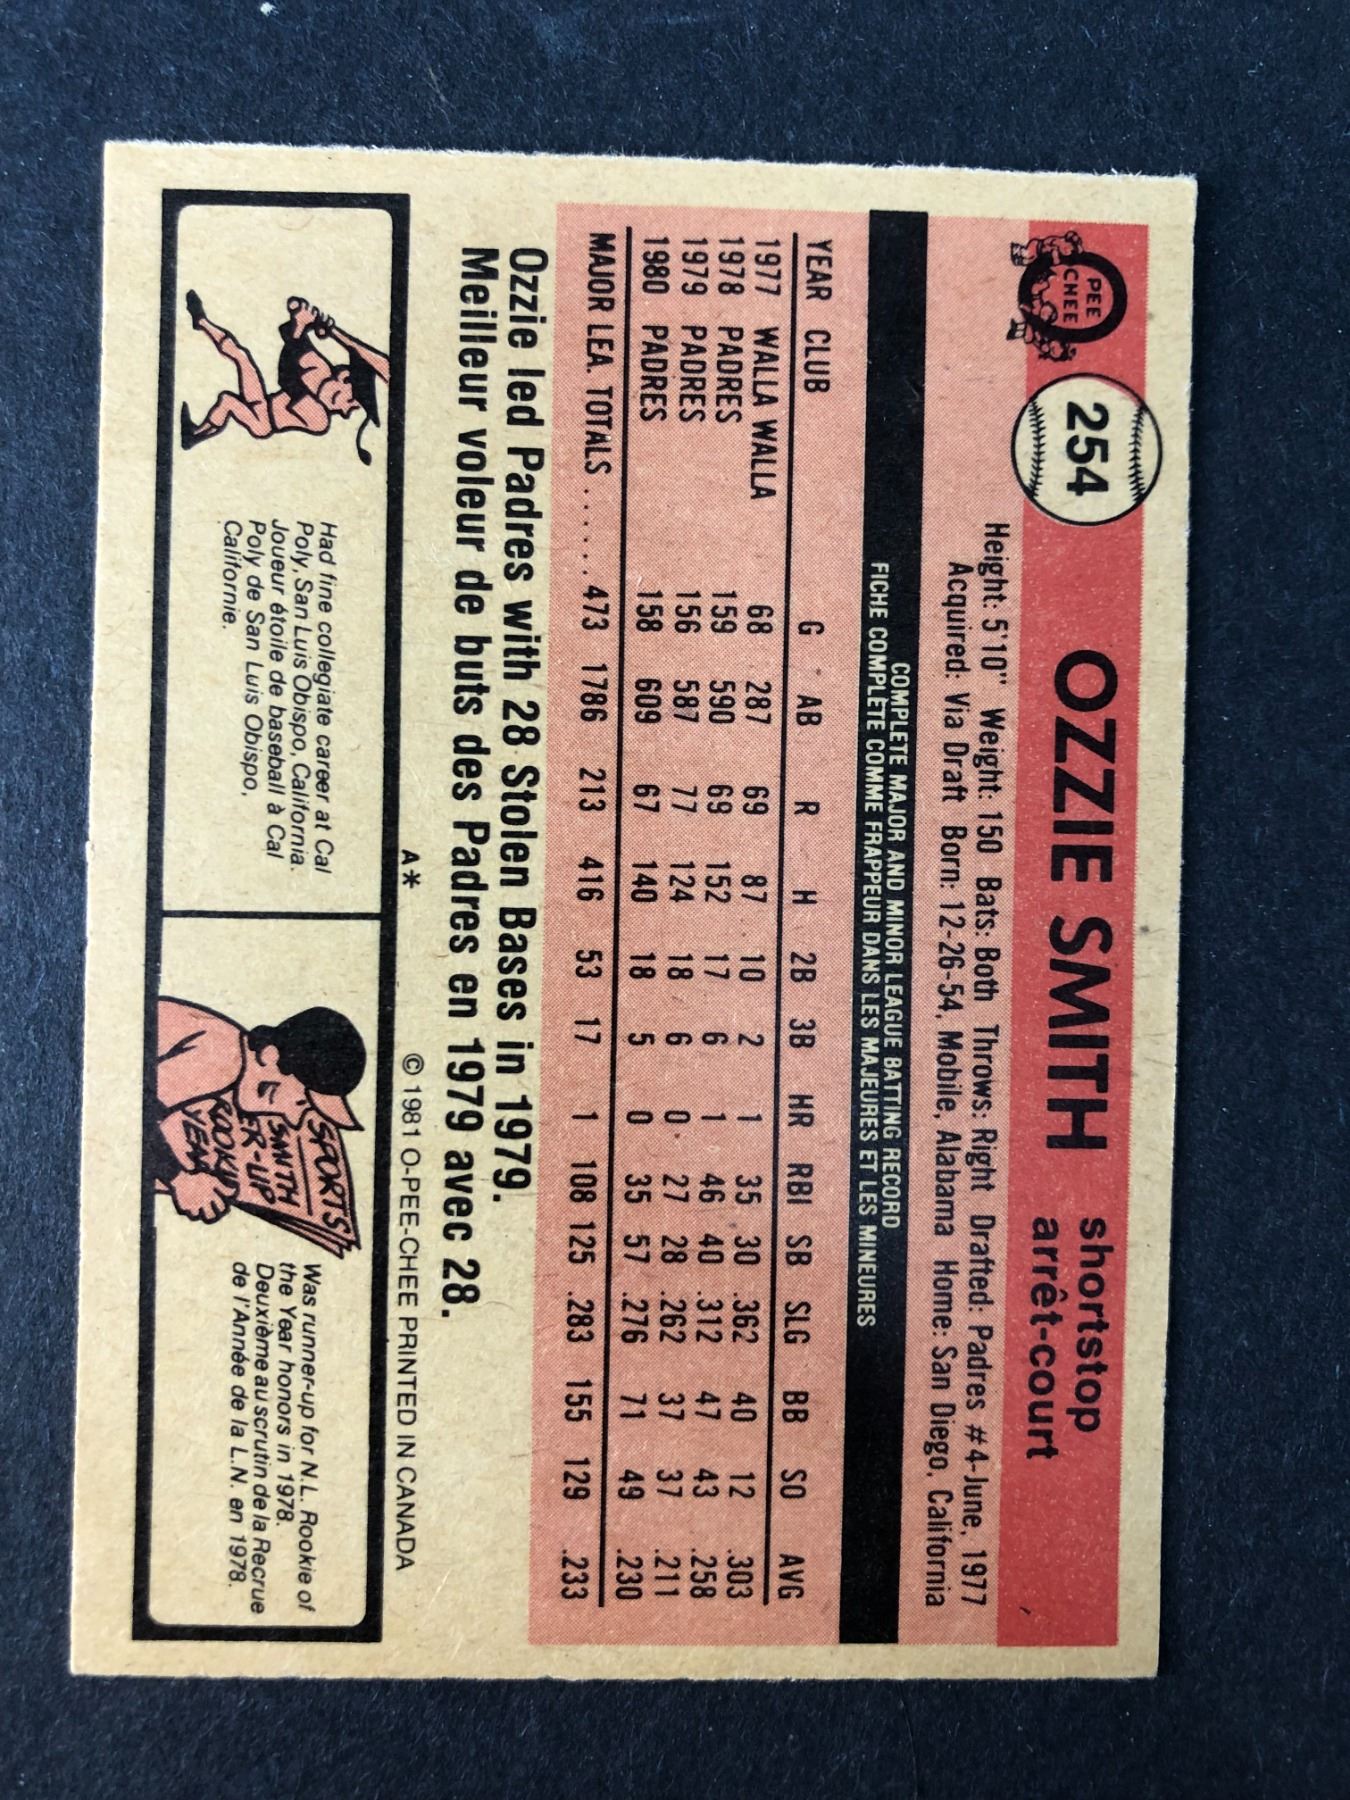 PEE
CHEE
254
OZZIE SMITH
shortstop
arrêt-court
Height: 5'10" Weight: 150 Bats: Both Throws: Right Drafted: Padres #4-June, 1977
Acquired: Via Draft Born: 12-26-54, Mobile, Alabama Home: San Diego, California
COMPLETE MAJOR AND MINOR LEAGUE BATTING RECORD
FICHE COMPLÈTE COMME FRAPPEUR DANS LES MAJEURES ET LES MINEURES
YEAR CLUB G AB R H 2B 3B HR RBI SB SLG BB SO AVG
1977 WALLA WALLA 68 287 69 87 10 2 1 35 30 .362 40 12 .303
1978 PADRES 159 590 69 152 17 6 1 46 40 .312 47 43 .258
1979 PADRES 156 587 77 124 18 6 0 27 28 .262 37 37 .211
1980 PADRES 158 609 67 140 18 5 0 35 57 .276 71 49 .230
MAJOR LEA. TOTALS ...... 473 1786 213 416 53 17 1 108 125 .283 155 129 .233
Ozzie led Padres with 28 Stolen Bases in 1979.
Meilleur voleur de buts des Padres en 1979 avec 28.
A* © 1981 O-PEE-CHEE PRINTED IN CANADA
Had fine collegiate career at Cal
Poly, San Luis Obispo, California.
Joueur étoile de baseball à Cal
Poly de San Luis Obispo,
Californie.
SPORTS
SMITH
ER-UP
ROOKIE
YEAR
Was runner-up for N.L. Rookie of
the Year honors in 1978.
Deuxième au scrutin de la Recrue
de l'Année de la L.N. en 1978.